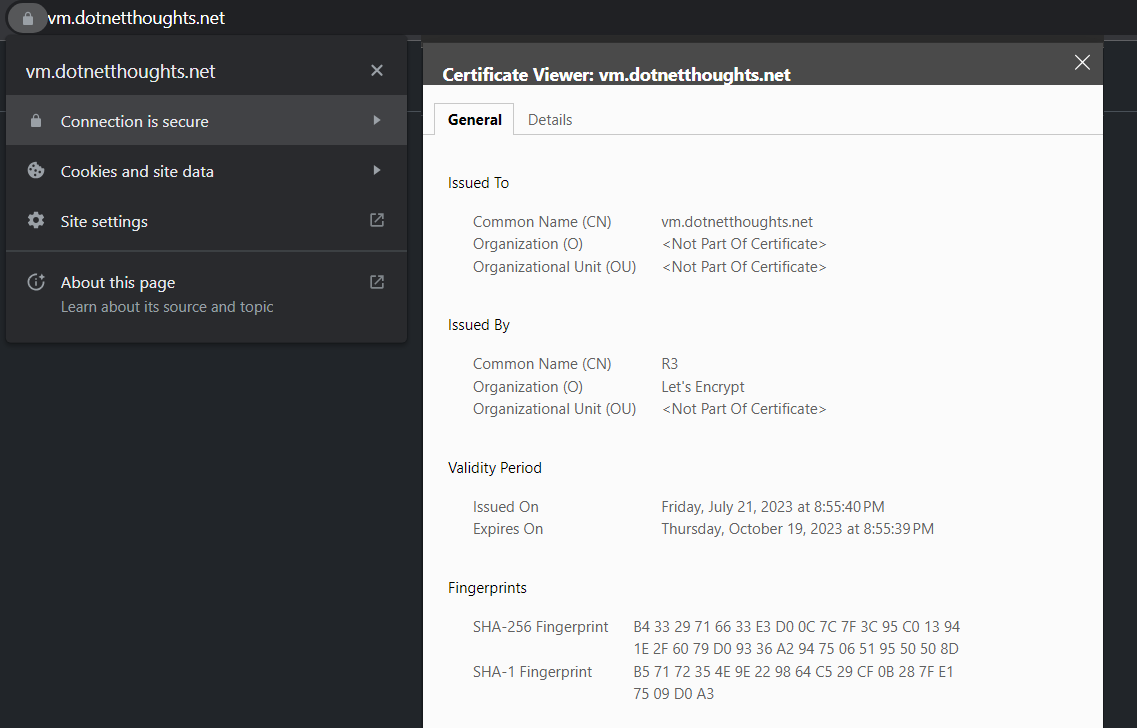 vm.dotnetthoughts.net
vm.dotnetthoughts.net
Connection is secure
Cookies and site data
Site settings
About this page
Learn about its source and topic
Certificate Viewer: vm.dotnetthoughts.net
General Details
Issued To
Common Name (CN) vm.dotnetthoughts.net
Organization (O) <Not Part Of Certificate>
Organizational Unit (OU) <Not Part Of Certificate>
Issued By
Common Name (CN) R3
Organization (O) Let's Encrypt
Organizational Unit (OU) <Not Part Of Certificate>
Validity Period
Issued On Friday, July 21, 2023 at 8:55:40 PM
Expires On Thursday, October 19, 2023 at 8:55:39 PM
Fingerprints
SHA-256 Fingerprint B4 33 29 71 66 33 E3 D0 0C 7C 7F 3C 95 C0 13 94
1E 2F 60 79 D0 93 36 A2 94 75 06 51 95 50 50 8D
SHA-1 Fingerprint B5 71 72 35 4E 9E 22 98 64 C5 29 CF 0B 28 7F E1
75 09 D0 A3